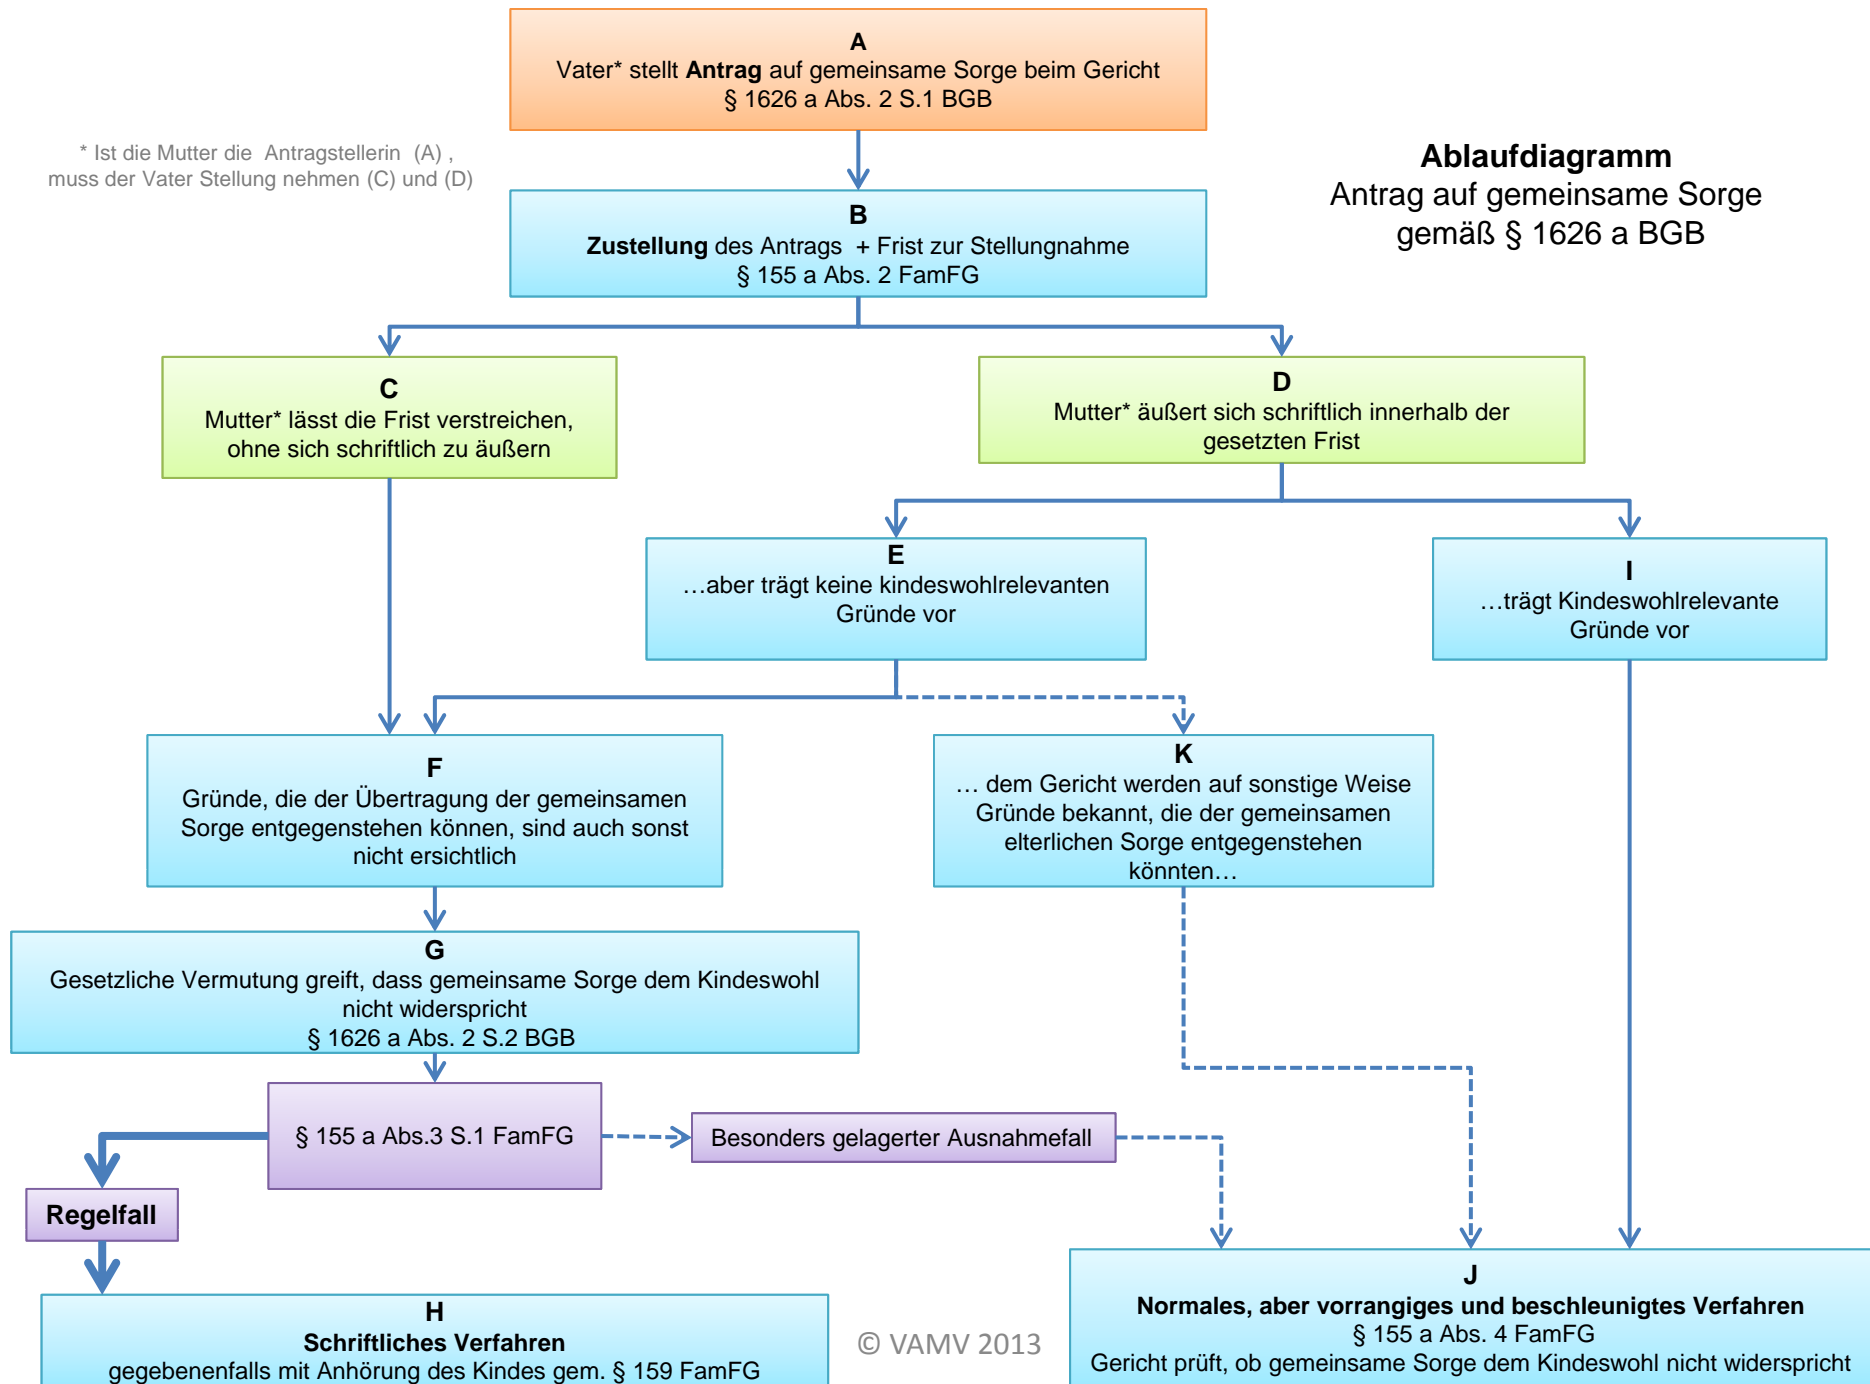 A
Vater* stellt Antrag auf gemeinsame Sorge beim Gericht
§ 1626 a Abs. 2 S.1 BGB
* Ist die Mutter die Antragstellerin (A) ,
muss der Vater Stellung nehmen (C) und (D)
Ablaufdiagramm
Antrag auf gemeinsame Sorge
gemäß § 1626 a BGB
B
Zustellung des Antrags + Frist zur Stellungnahme
§ 155 a Abs. 2 FamFG
C
Mutter* lässt die Frist verstreichen,
ohne sich schriftlich zu äußern
D
Mutter* äußert sich schriftlich innerhalb der
gesetzten Frist
E
…aber trägt keine kindeswohlrelevanten
Gründe vor
I
…trägt Kindeswohlrelevante
Gründe vor
F
Gründe, die der Übertragung der gemeinsamen
Sorge entgegenstehen können, sind auch sonst
nicht ersichtlich
K
… dem Gericht werden auf sonstige Weise
Gründe bekannt, die der gemeinsamen
elterlichen Sorge entgegenstehen
könnten…
G
Gesetzliche Vermutung greift, dass gemeinsame Sorge dem Kindeswohl
nicht widerspricht
§ 1626 a Abs. 2 S.2 BGB
§ 155 a Abs.3 S.1 FamFG
Besonders gelagerter Ausnahmefall
Regelfall
H
Schriftliches Verfahren
gegebenenfalls mit Anhörung des Kindes gem. § 159 FamFG
© VAMV 2013
J
Normales, aber vorrangiges und beschleunigtes Verfahren
§ 155 a Abs. 4 FamFG
Gericht prüft, ob gemeinsame Sorge dem Kindeswohl nicht widerspricht